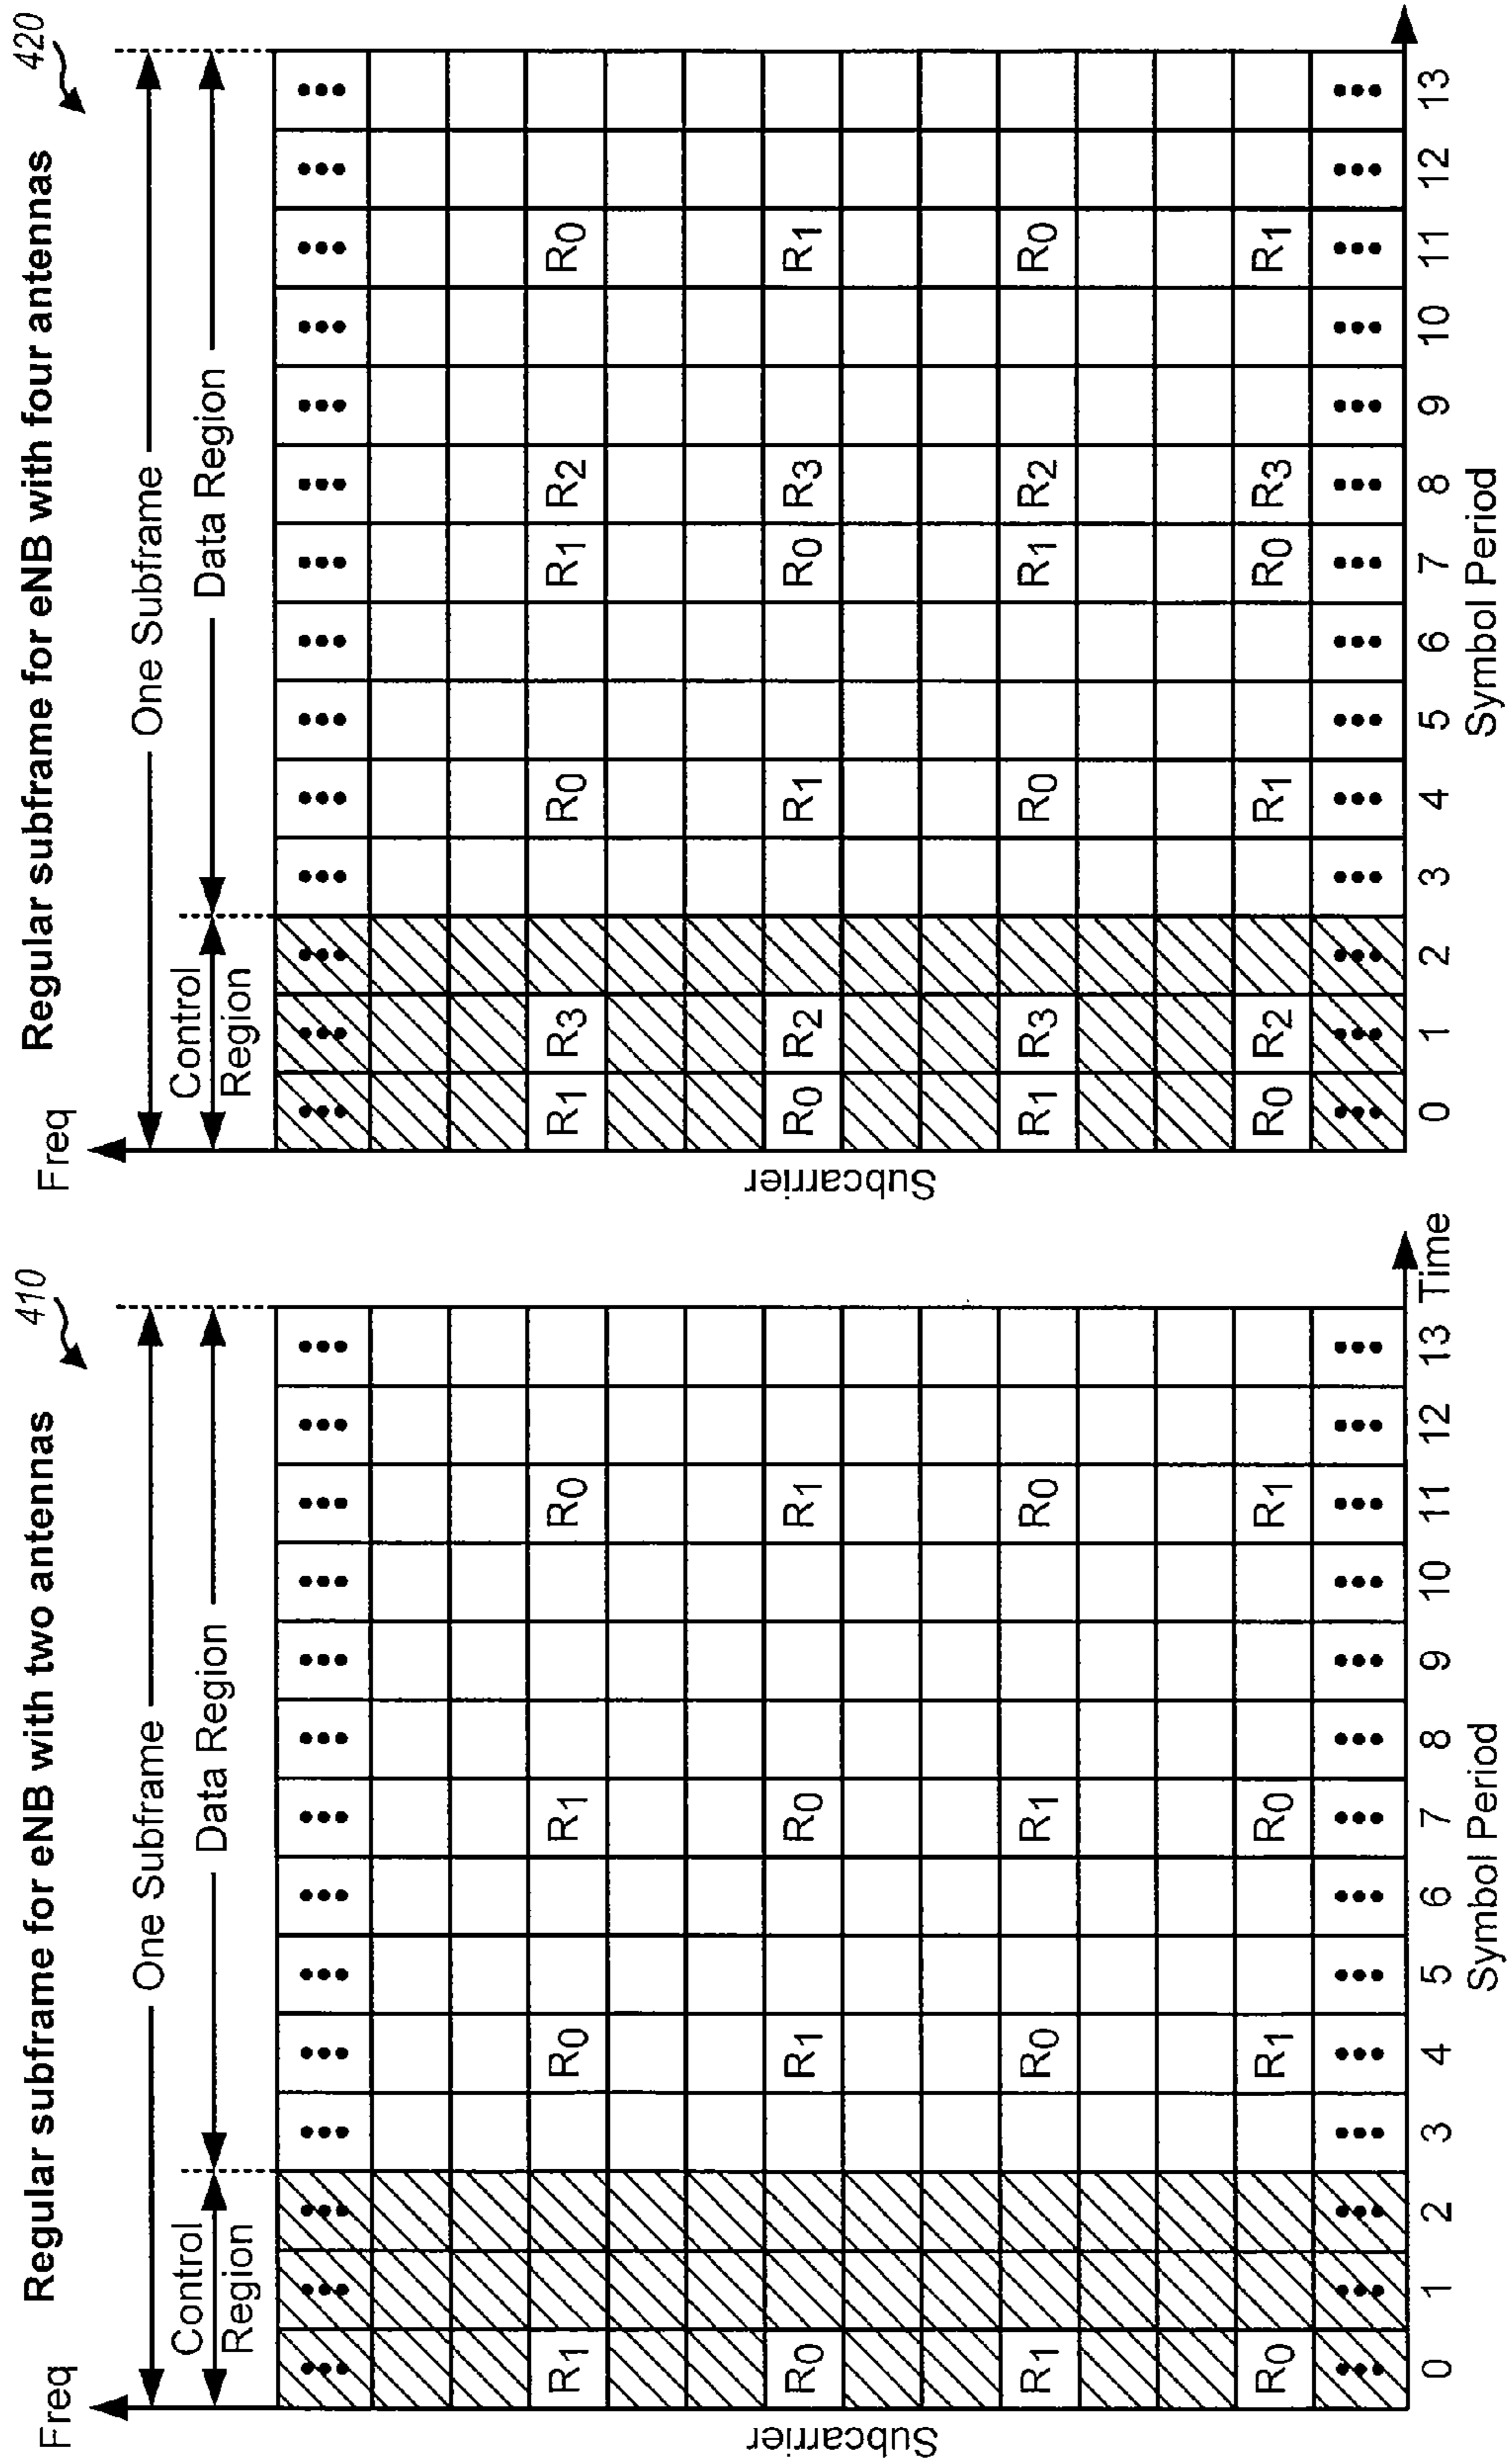 Regular subframe for eNB with two antennas
410
Freq
One Subframe
Control
Region
Data Region
Subcarrier
••• ••• ••• ••• ••• ••• ••• ••• ••• ••• ••• ••• ••• •••
R1 R0 R1 R0
R0 R1 R0 R1
R1 R0 R1 R0
R0 R1 R0 R1
••• ••• ••• ••• ••• ••• ••• ••• ••• ••• ••• ••• ••• •••
0 1 2 3 4 5 6 7 8 9 10 11 12 13 Time
Symbol Period
Regular subframe for eNB with four antennas
420
Freq
One Subframe
Control
Region
Data Region
Subcarrier
••• ••• ••• ••• ••• ••• ••• ••• ••• ••• ••• ••• ••• •••
R1 R3 R0 R1 R2 R0
R0 R2 R1 R0 R3 R1
R1 R3 R0 R1 R2 R0
R0 R2 R1 R0 R3 R1
••• ••• ••• ••• ••• ••• ••• ••• ••• ••• ••• ••• ••• •••
0 1 2 3 4 5 6 7 8 9 10 11 12 13
Symbol Period